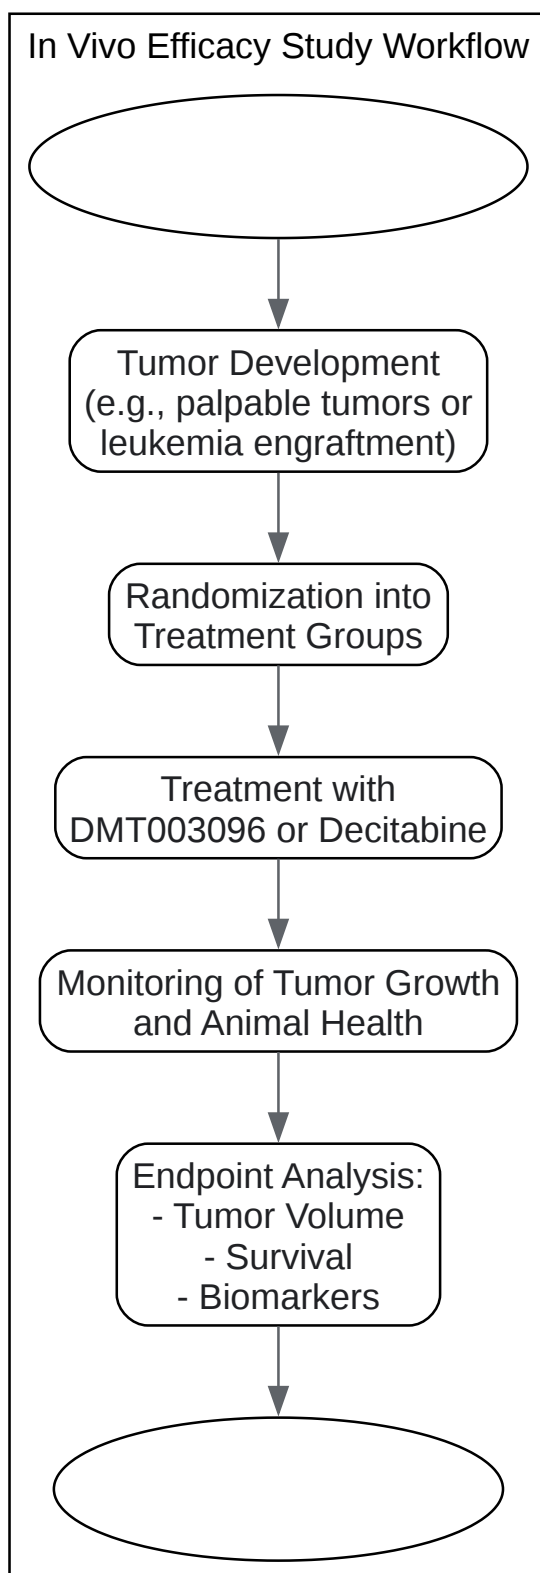 In Vivo Efficacy Study Workflow
Tumor Development
(e.g., palpable tumors or
leukemia engraftment)
Randomization into
Treatment Groups
Treatment with
DMT003096 or Decitabine
Monitoring of Tumor Growth
and Animal Health
Endpoint Analysis:
- Tumor Volume
- Survival
- Biomarkers